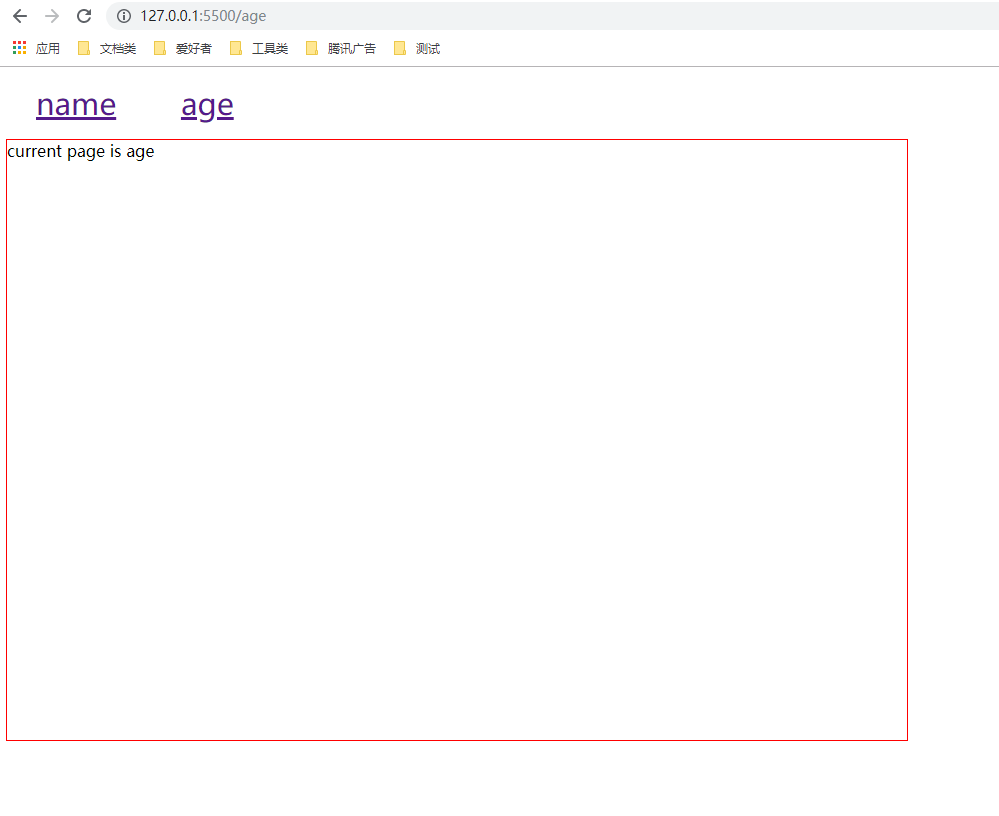 127.0.0.1:5500/age
应用 文档类 爱好者 工具类 腾讯广告 测试
name age
current page is age